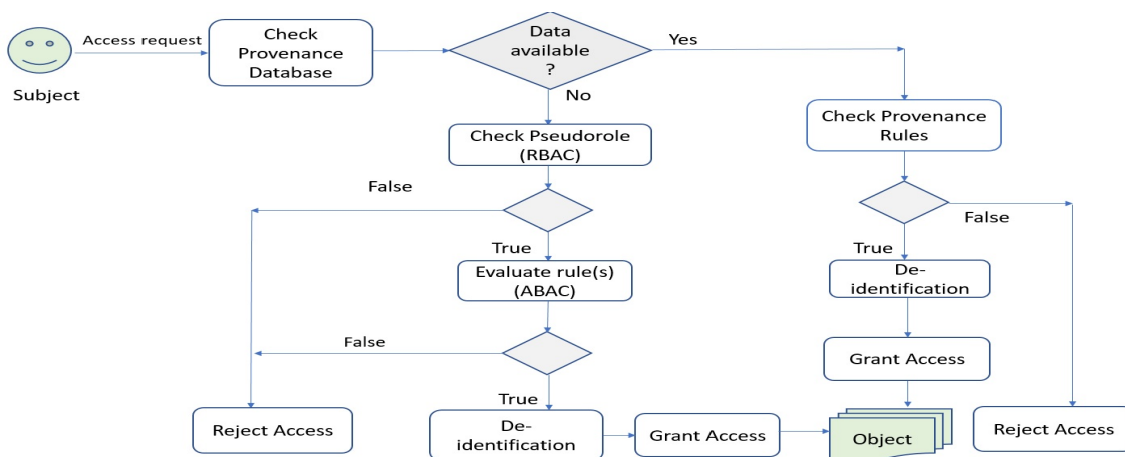 Access request
Subject
Check
Provenance
Database
Data
available
?
Yes
No
Check Pseudorole
(RBAC)
Check Provenance
Rules
False
True
Evaluate rule(s)
(ABAC)
False
True
De-
identification
False
True
Grant Access
Reject Access
De-
identification
Grant Access
Object
Reject Access